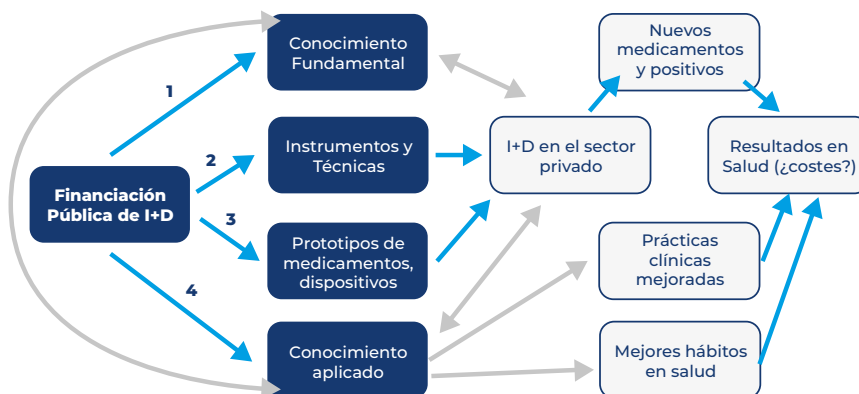 Conocimiento
Fundamental
Nuevos
medicamentos
y positivos
1
2
Instrumentos y
Técnicas
I+D en el sector
privado
Resultados en
Salud (¿costes?)
Financiación
Pública de I+D
3
Prototipos de
medicamentos,
dispositivos
Prácticas
clínicas
mejoradas
4
Conocimiento
aplicado
Mejores hábitos
en salud